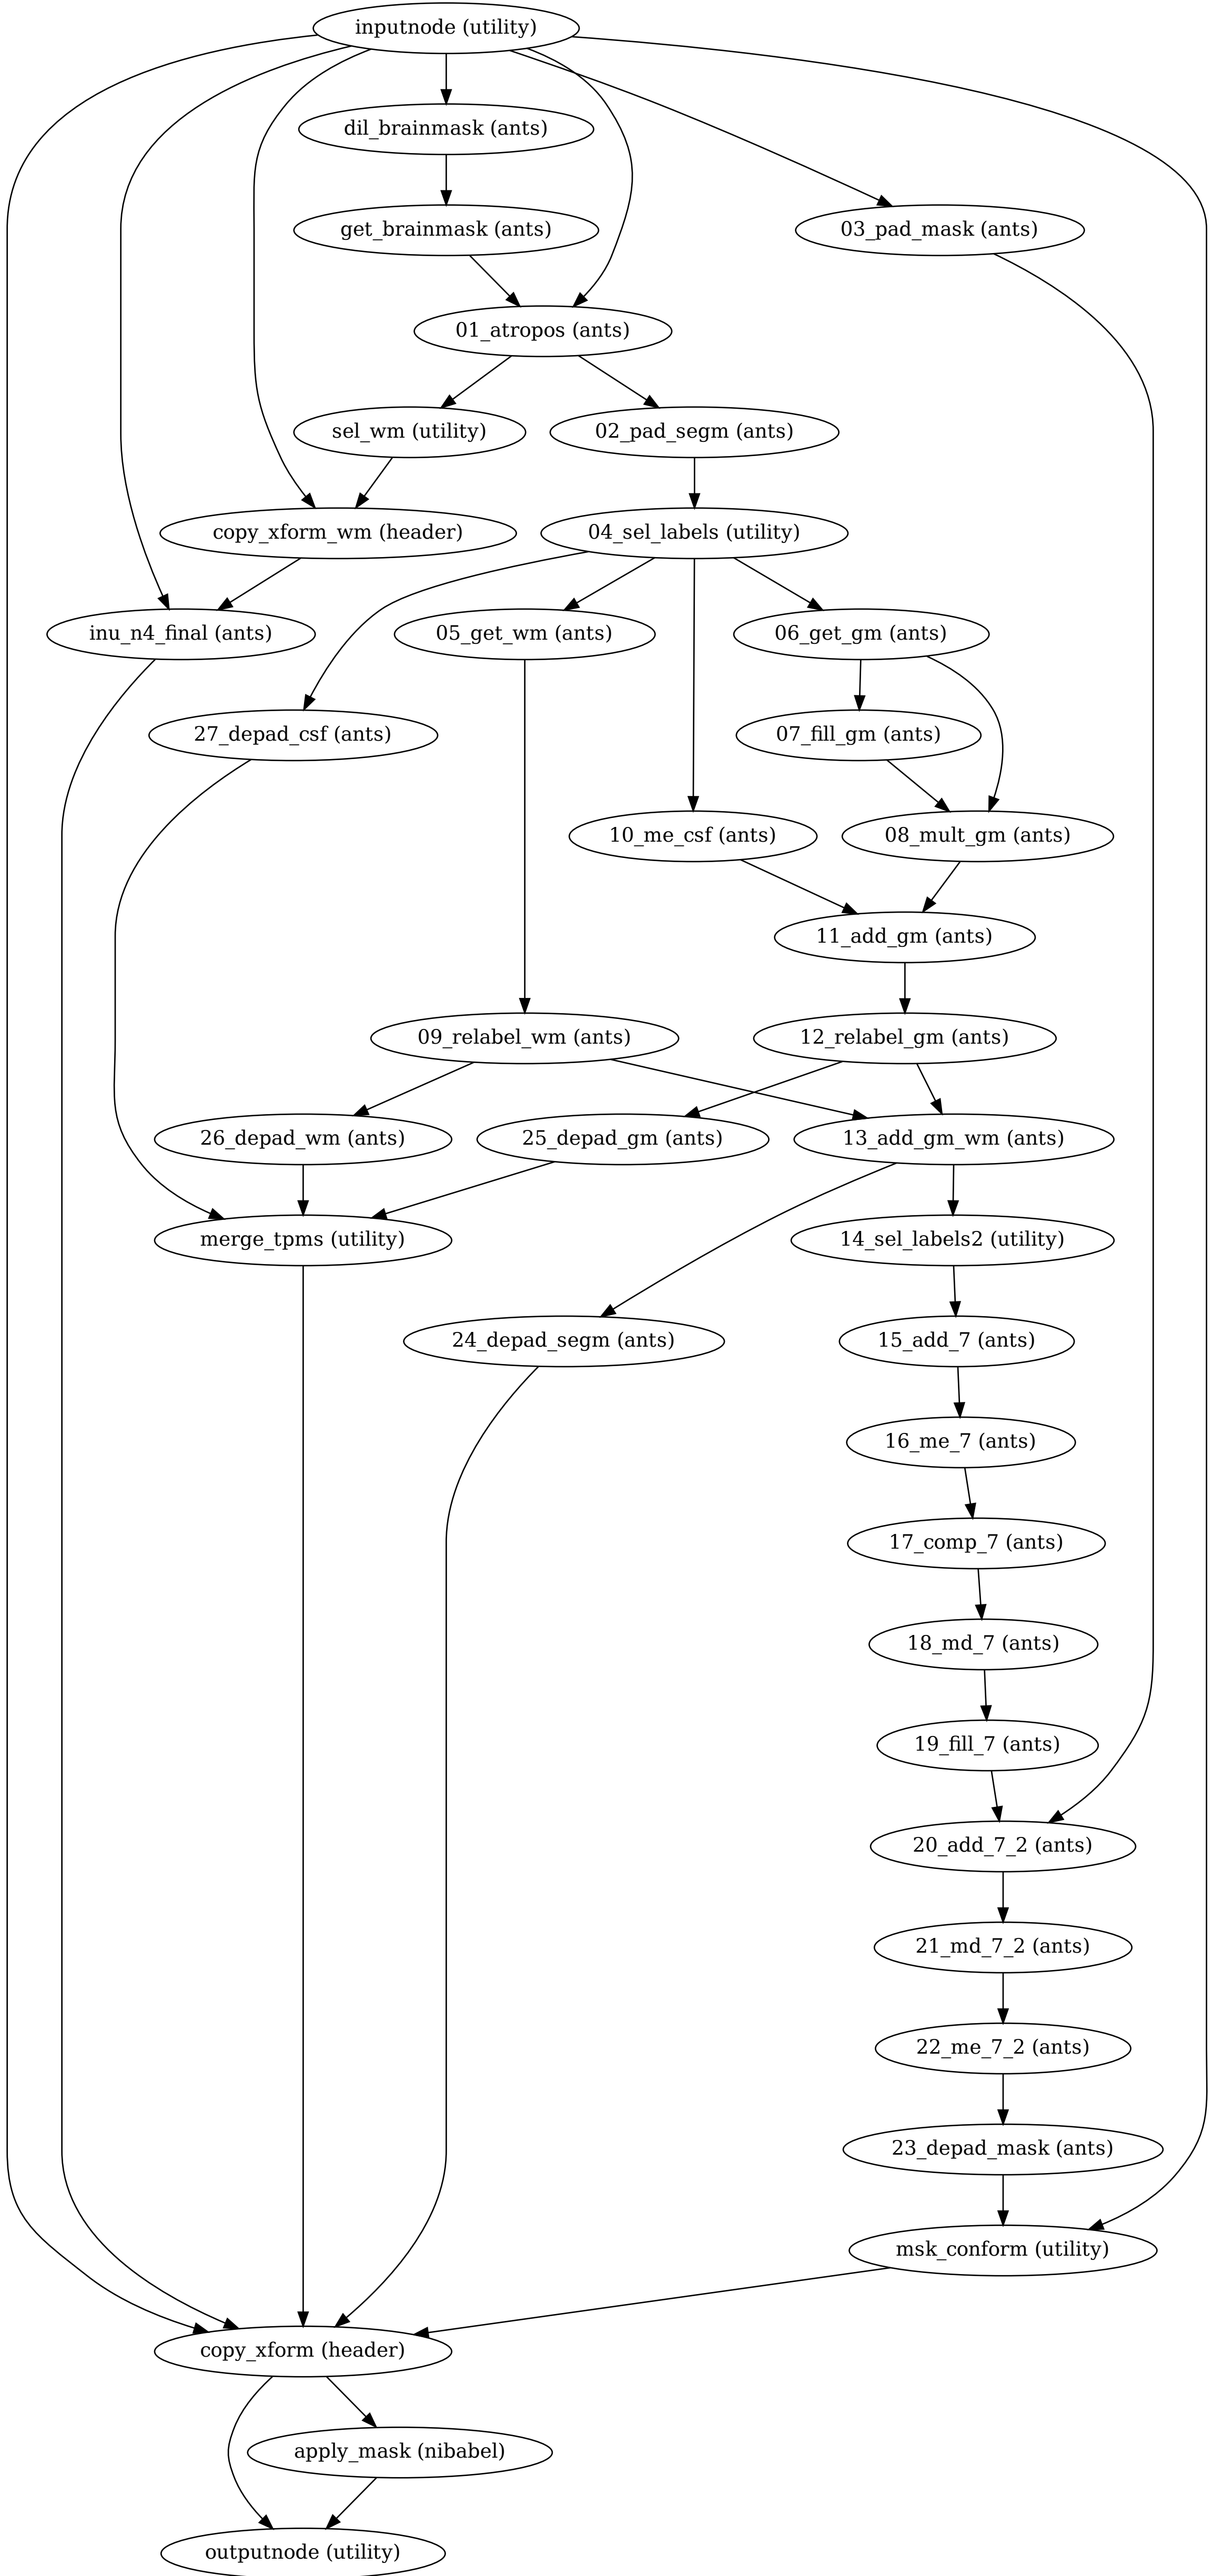 inputnode (utility)
dil_brainmask (ants)
get_brainmask (ants)
03_pad_mask (ants)
01_atropos (ants)
sel_wm (utility)
02_pad_segm (ants)
copy_xform_wm (header)
04_sel_labels (utility)
inu_n4_final (ants)
05_get_wm (ants)
06_get_gm (ants)
27_depad_csf (ants)
07_fill_gm (ants)
10_me_csf (ants)
08_mult_gm (ants)
11_add_gm (ants)
09_relabel_wm (ants)
12_relabel_gm (ants)
26_depad_wm (ants)
25_depad_gm (ants)
13_add_gm_wm (ants)
merge_tpms (utility)
14_sel_labels2 (utility)
24_depad_segm (ants)
15_add_7 (ants)
16_me_7 (ants)
17_comp_7 (ants)
18_md_7 (ants)
19_fill_7 (ants)
20_add_7_2 (ants)
21_md_7_2 (ants)
22_me_7_2 (ants)
23_depad_mask (ants)
msk_conform (utility)
copy_xform (header)
apply_mask (nibabel)
outputnode (utility)